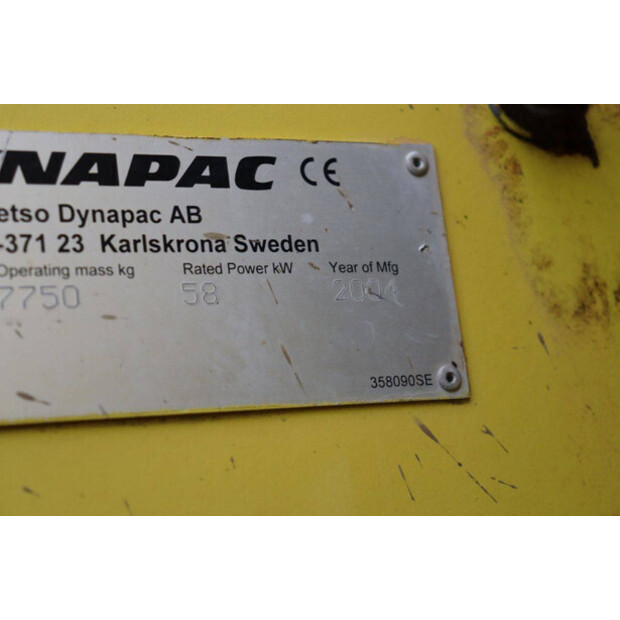 NAPAC CE
etso Dynapac AB
-371 23 Karlskrona Sweden
Operating mass kg Rated Power kW Year of Mfg
7750 58 2004
358090SE